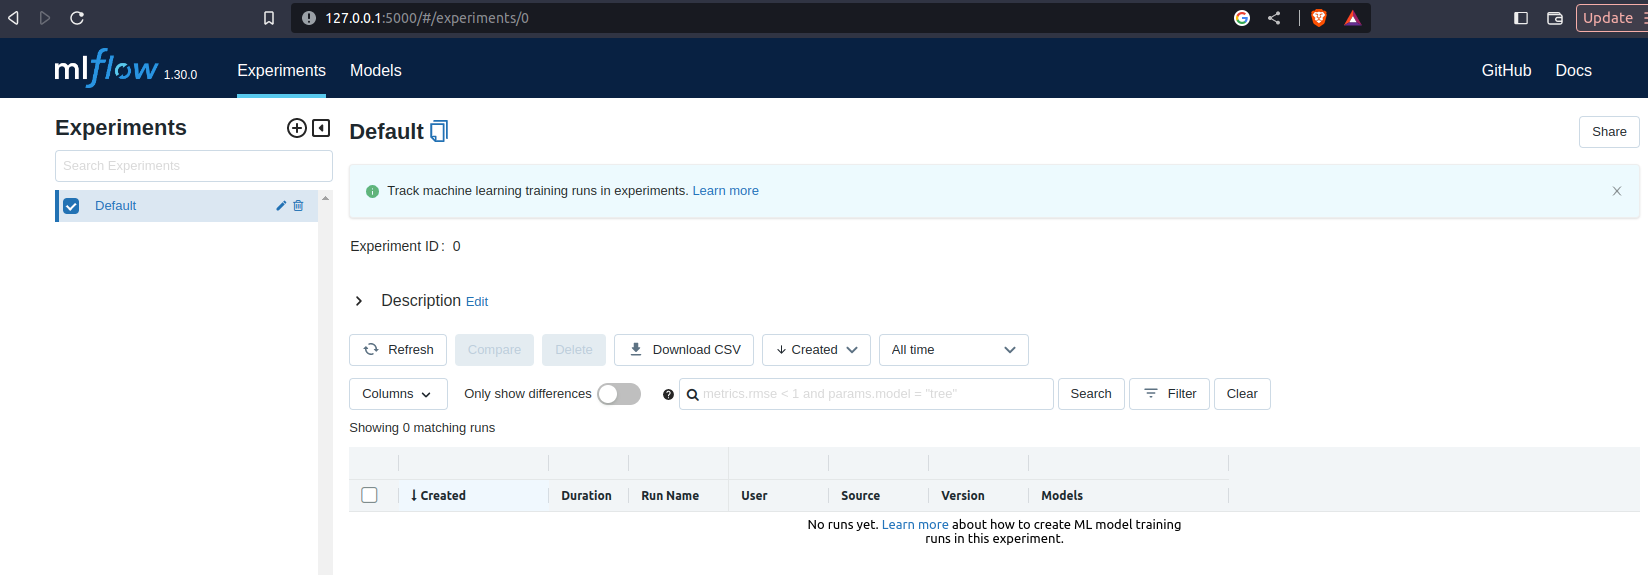 127.0.0.1:5000/#/experiments/0
Update
mlflow 1.30.0 Experiments Models GitHub Docs
Experiments
Search Experiments
Default
Default
Share
Track machine learning training runs in experiments. Learn more
Experiment ID: 0
Description Edit
Refresh Compare Delete Download CSV Created All time
Columns Only show differences metrics.rmse < 1 and params.model = "tree" Search Filter Clear
Showing 0 matching runs
Created Duration Run Name User Source Version Models
No runs yet. Learn more about how to create ML model training
runs in this experiment.